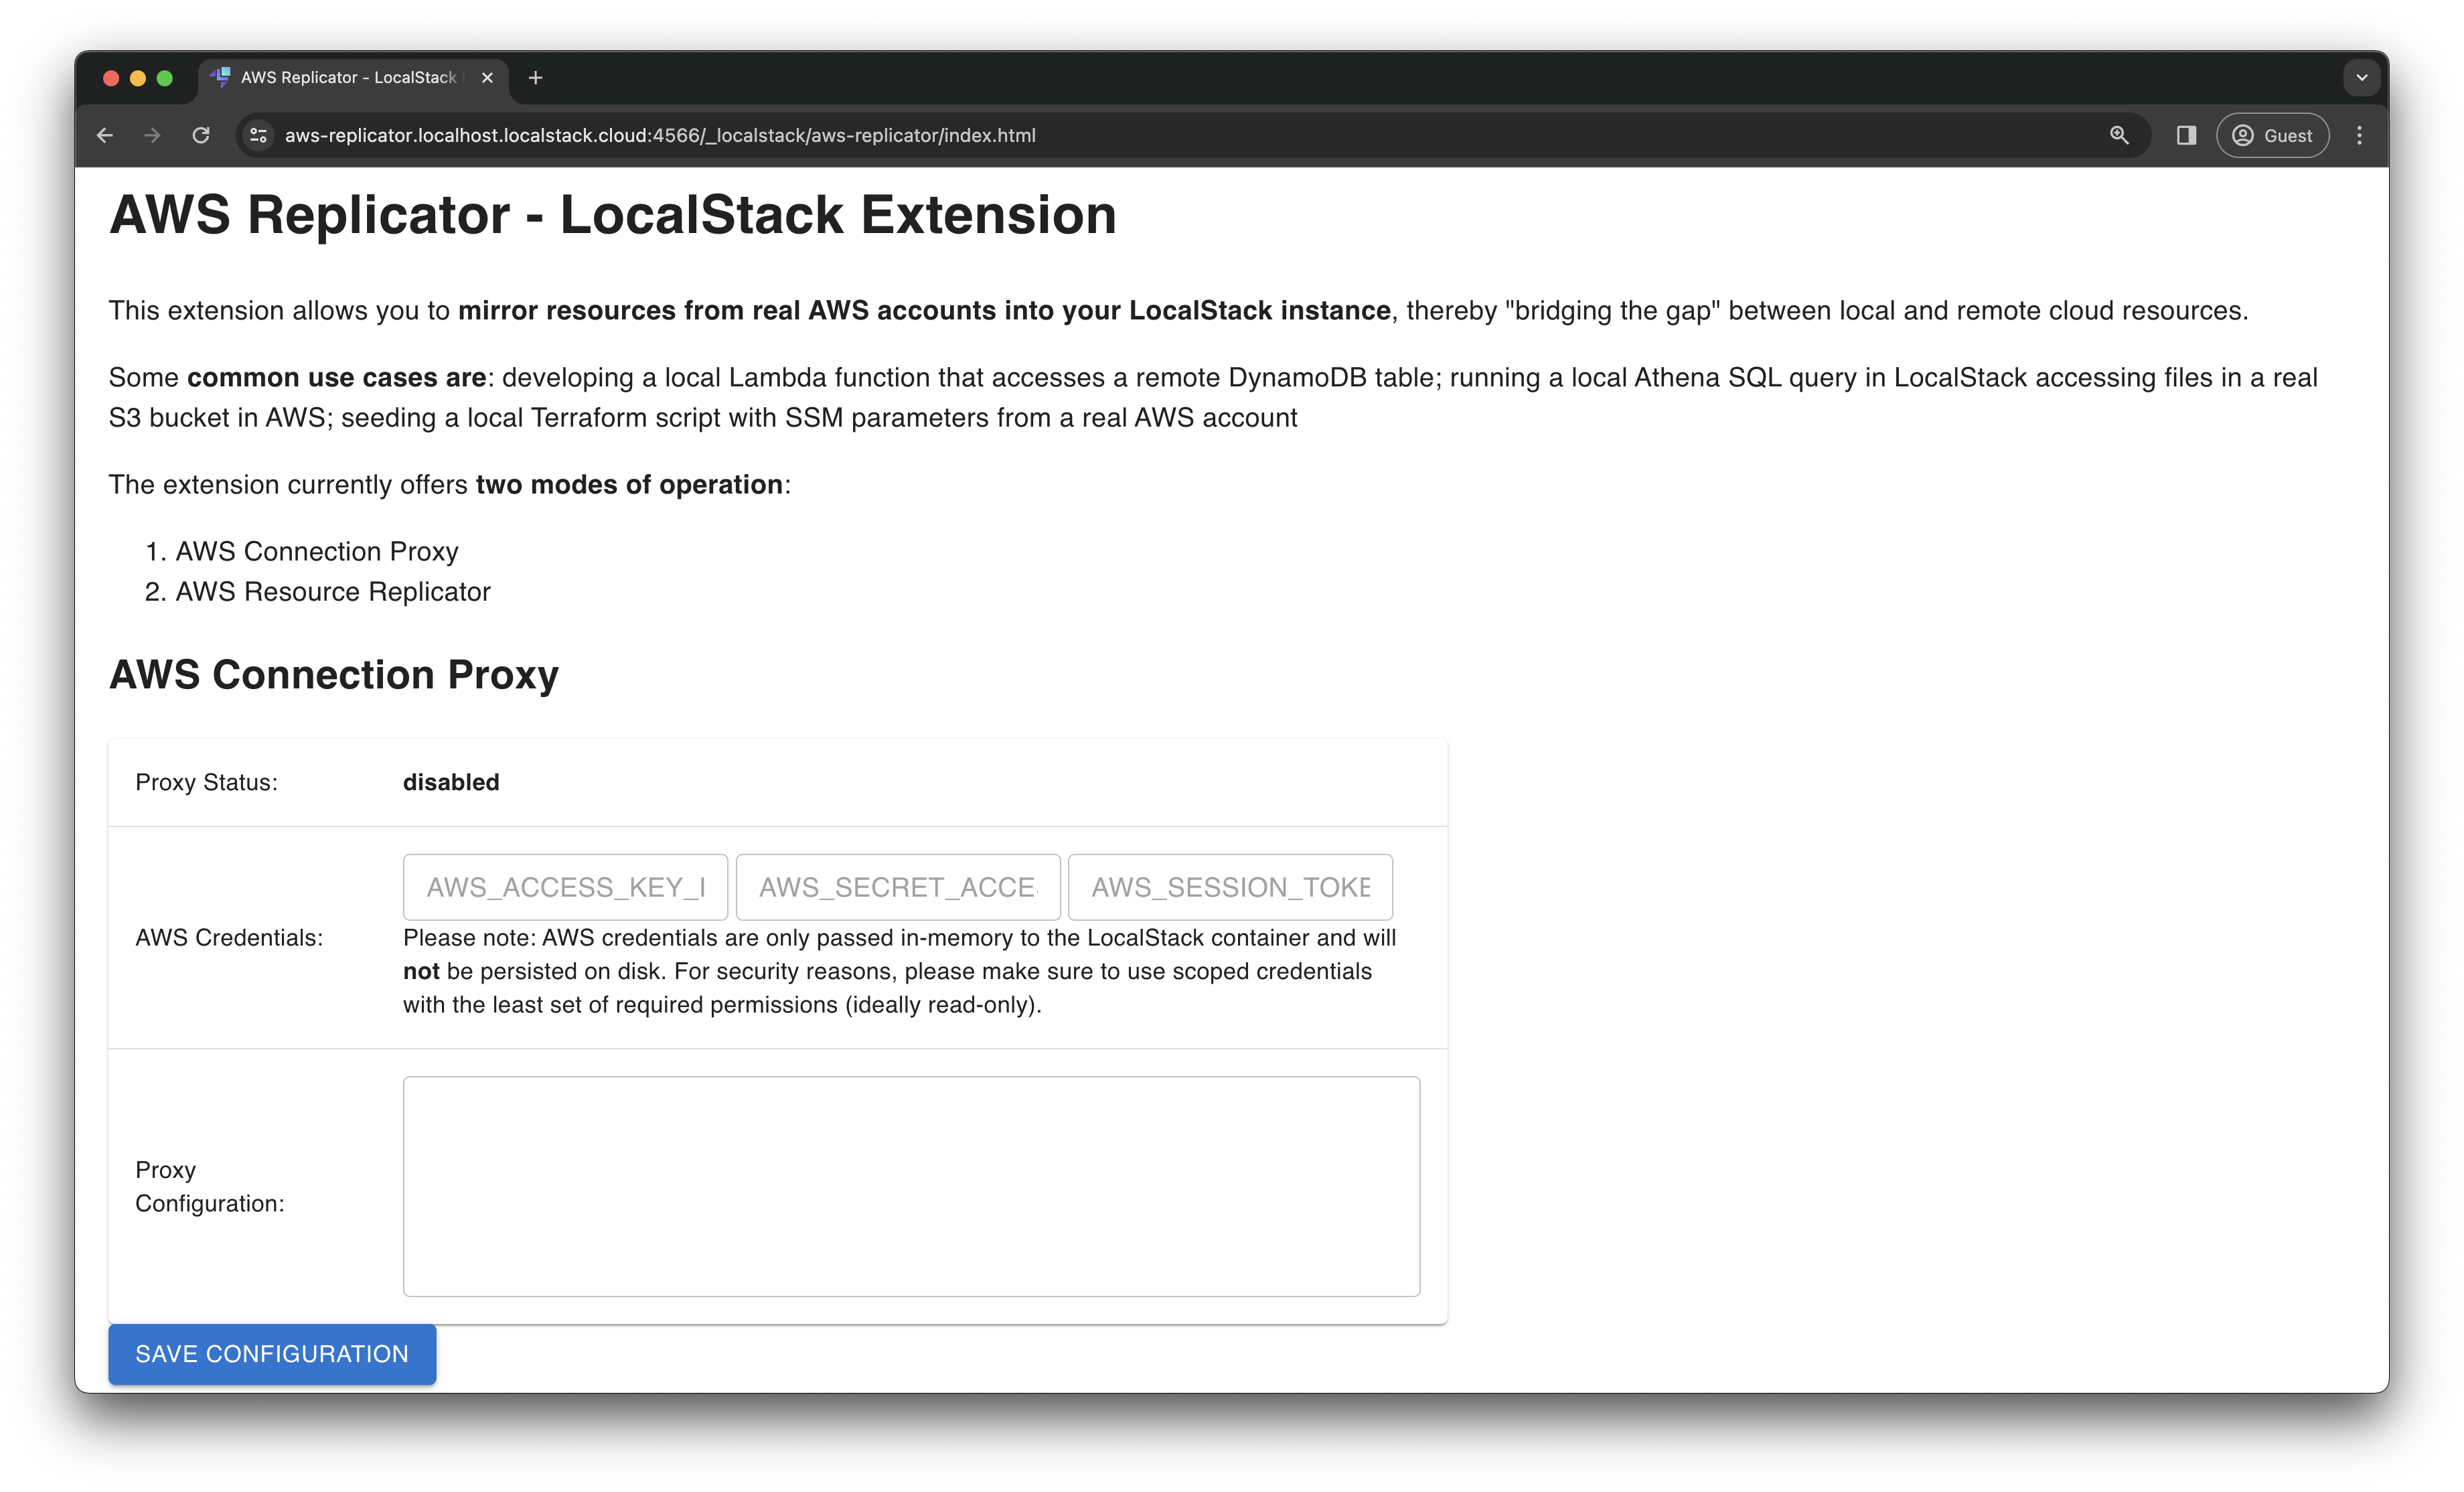 AWS Replicator - LocalStack
aws-replicator.localhost.localstack.cloud:4566/_localstack/aws-replicator/index.html
Guest
AWS Replicator - LocalStack Extension
This extension allows you to mirror resources from real AWS accounts into your LocalStack instance, thereby "bridging the gap" between local and remote cloud resources.
Some common use cases are: developing a local Lambda function that accesses a remote DynamoDB table; running a local Athena SQL query in LocalStack accessing files in a real
S3 bucket in AWS; seeding a local Terraform script with SSM parameters from a real AWS account
The extension currently offers two modes of operation:
1. AWS Connection Proxy
2. AWS Resource Replicator
AWS Connection Proxy
Proxy Status: disabled
AWS_ACCESS_KEY_I AWS_SECRET_ACCE AWS_SESSION_TOKE
AWS Credentials: Please note: AWS credentials are only passed in-memory to the LocalStack container and will
not be persisted on disk. For security reasons, please make sure to use scoped credentials
with the least set of required permissions (ideally read-only).
Proxy
Configuration:
SAVE CONFIGURATION